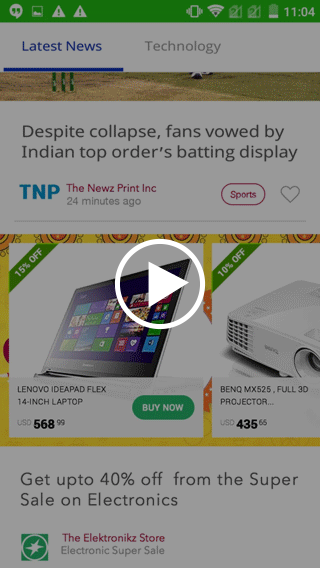 11:04
Latest News Technology
Despite collapse, fans vowed by
Indian top order's batting display
TNP The Newz Print Inc
24 minutes ago
Sports
15% OFF
10% OFF
LENOVO IDEAPAD FLEX
14-INCH LAPTOP
USD 568 99
BUY NOW
BENQ MX525 , FULL 3D
PROJECTOR...
USD 435 65
Get upto 40% off from the Super
Sale on Electronics
The Elektronikz Store
Electronic Super Sale